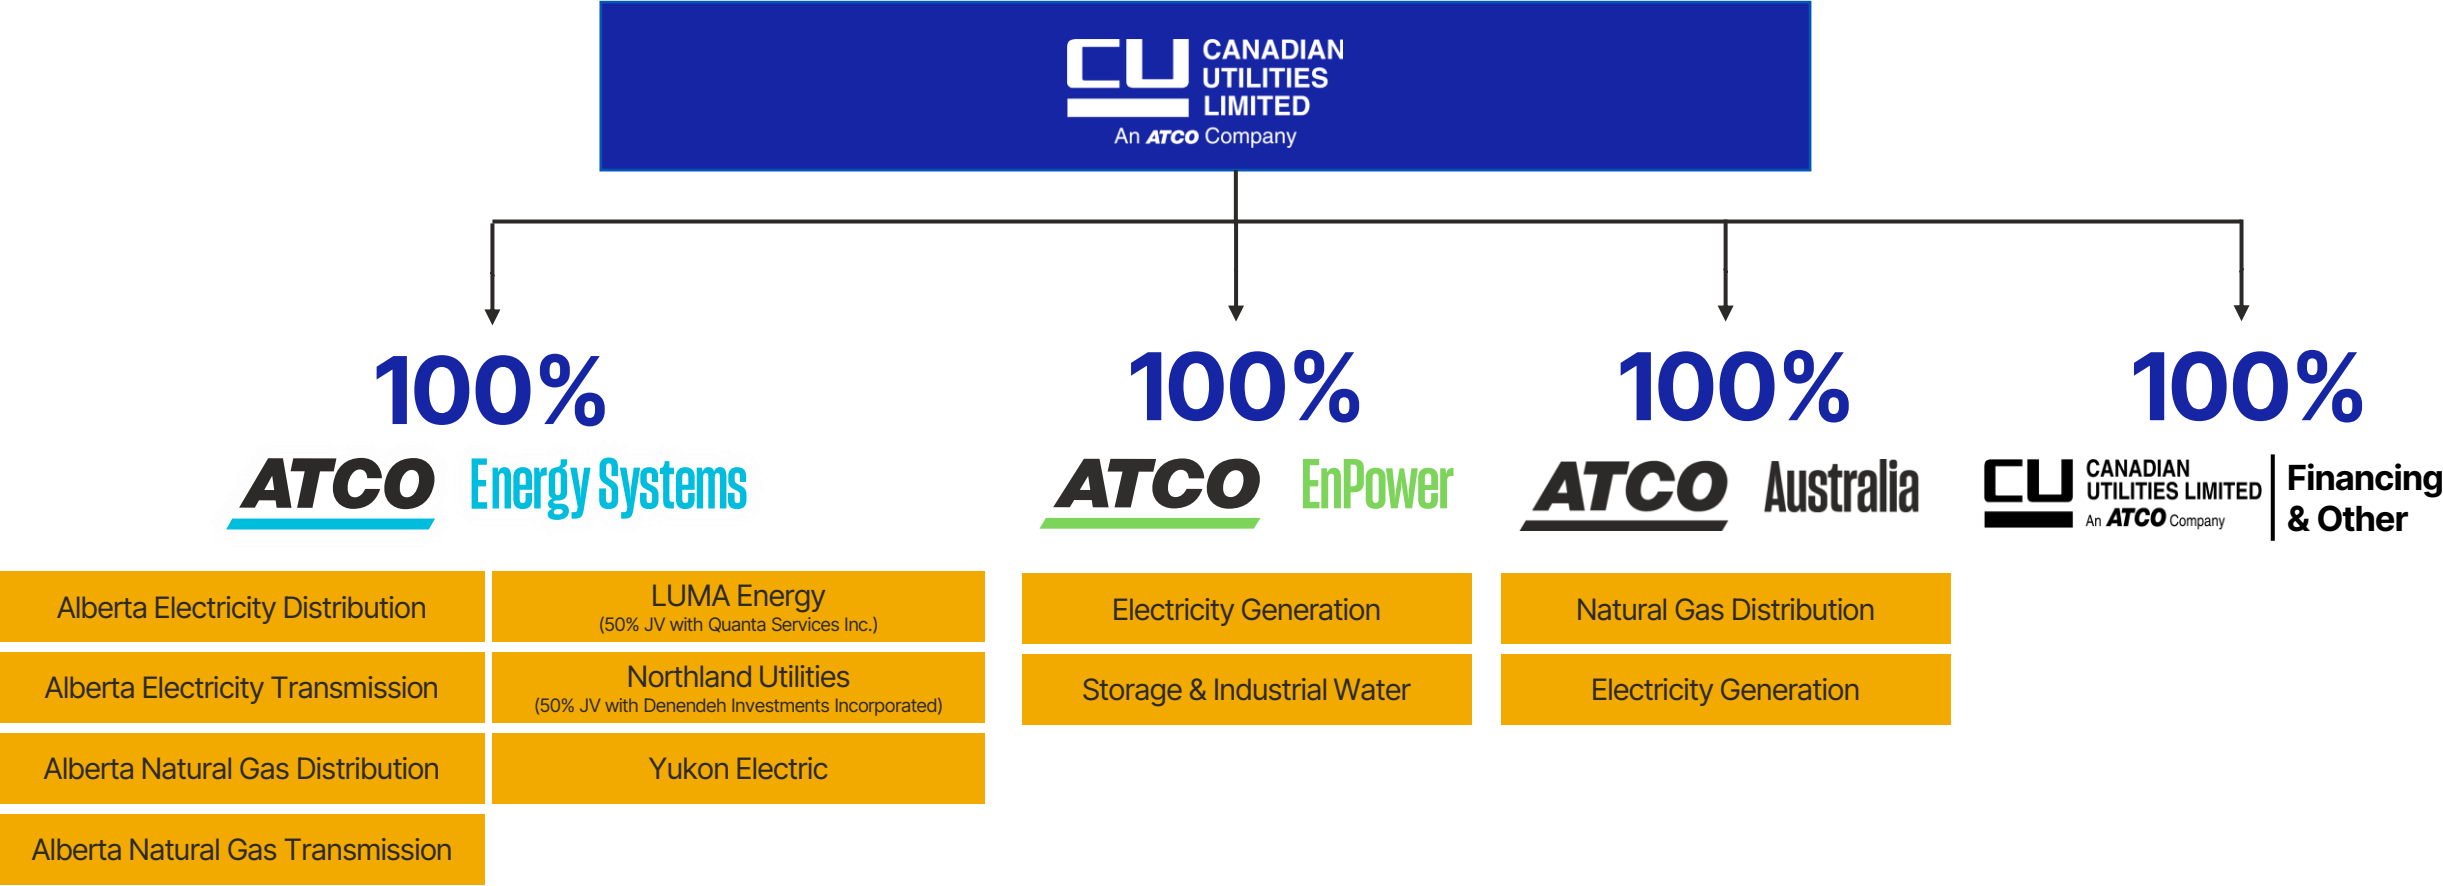 CU
CANADIAN
UTILITIES
LIMITED
An ATCO Company
100%
ATCO Energy Systems
Alberta Electricity Distribution
Alberta Electricity Transmission
Alberta Natural Gas Distribution
Alberta Natural Gas Transmission
LUMA Energy
(50% JV with Quanta Services Inc.)
Northland Utilities
(50% JV with Denendeh Investments Incorporated)
Yukon Electric
100%
ATCO EnPower
Electricity Generation
Storage & Industrial Water
100%
ATCO Australia
Natural Gas Distribution
Electricity Generation
100%
CU
CANADIAN
UTILITIES LIMITED
An ATCO Company
Financing
& Other